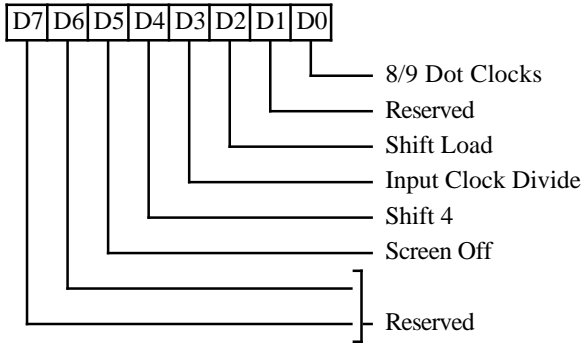 D7 D6 D5 D4 D3 D2 D1 D0
8/9 Dot Clocks
Reserved
Shift Load
Input Clock Divide
Shift 4
Screen Off
Reserved